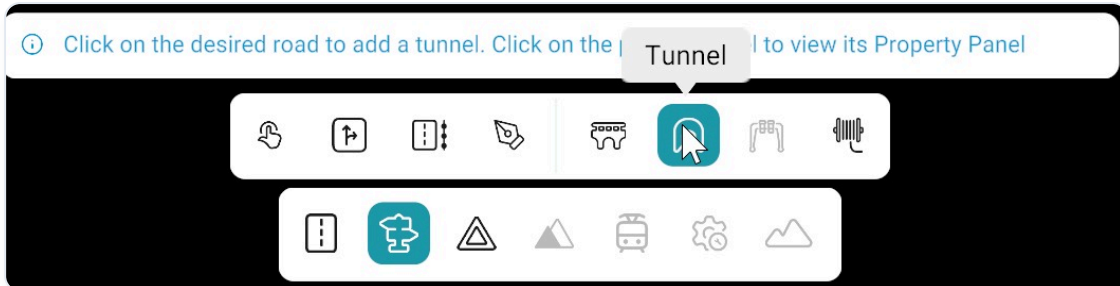 Click on the desired road to add a tunnel. Click on the l to view its Property Panel
Tunnel